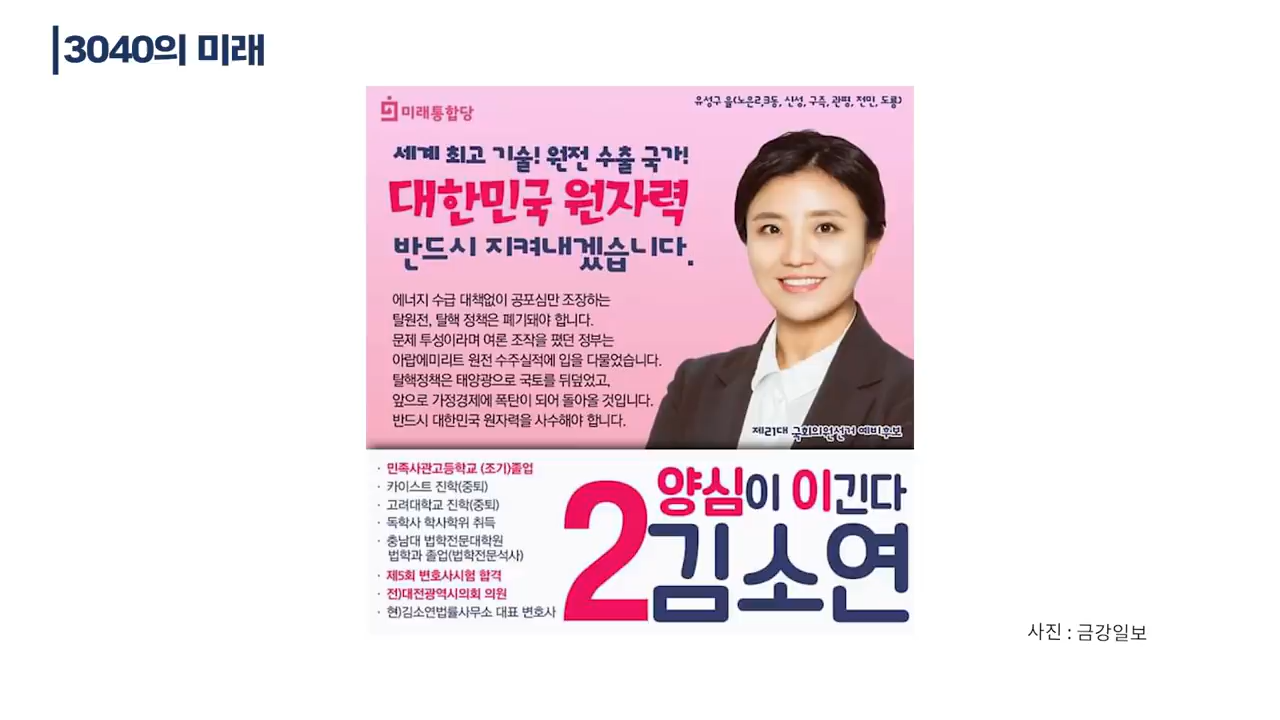 3040의 미래
미래통합당
유성구 을(노은2,3동, 신성, 구즉, 관평, 전민, 도룡)
세계 최고 기술! 원전 수출 국가!
대한민국 원자력
반드시 지켜내겠습니다.
에너지 수급 대책없이 공포심만 조장하는
탈원전, 탈핵 정책은 폐기돼야 합니다.
문제 투성이라며 여론 조작을 폈던 정부는
아랍에미리트 원전 수주실적에 입을 다물었습니다.
탈핵정책은 태양광으로 국토를 뒤덮었고,
앞으로 가정경제에 폭탄이 되어 돌아올 것입니다.
반드시 대한민국 원자력을 사수해야 합니다.
제21대 국회의원선거 예비후보
· 민족사관고등학교 (조기)졸업
· 카이스트 진학(중퇴)
· 고려대학교 진학(중퇴)
· 독학사 학사학위 취득
· 충남대 법학전문대학원
법학과 졸업(법학전문석사)
· 제5회 변호사시험 합격
· 전)대전광역시의회 의원
· 현)김소연법률사무소 대표 변호사
2
양심이 이긴다
김소연
사진 : 금강일보